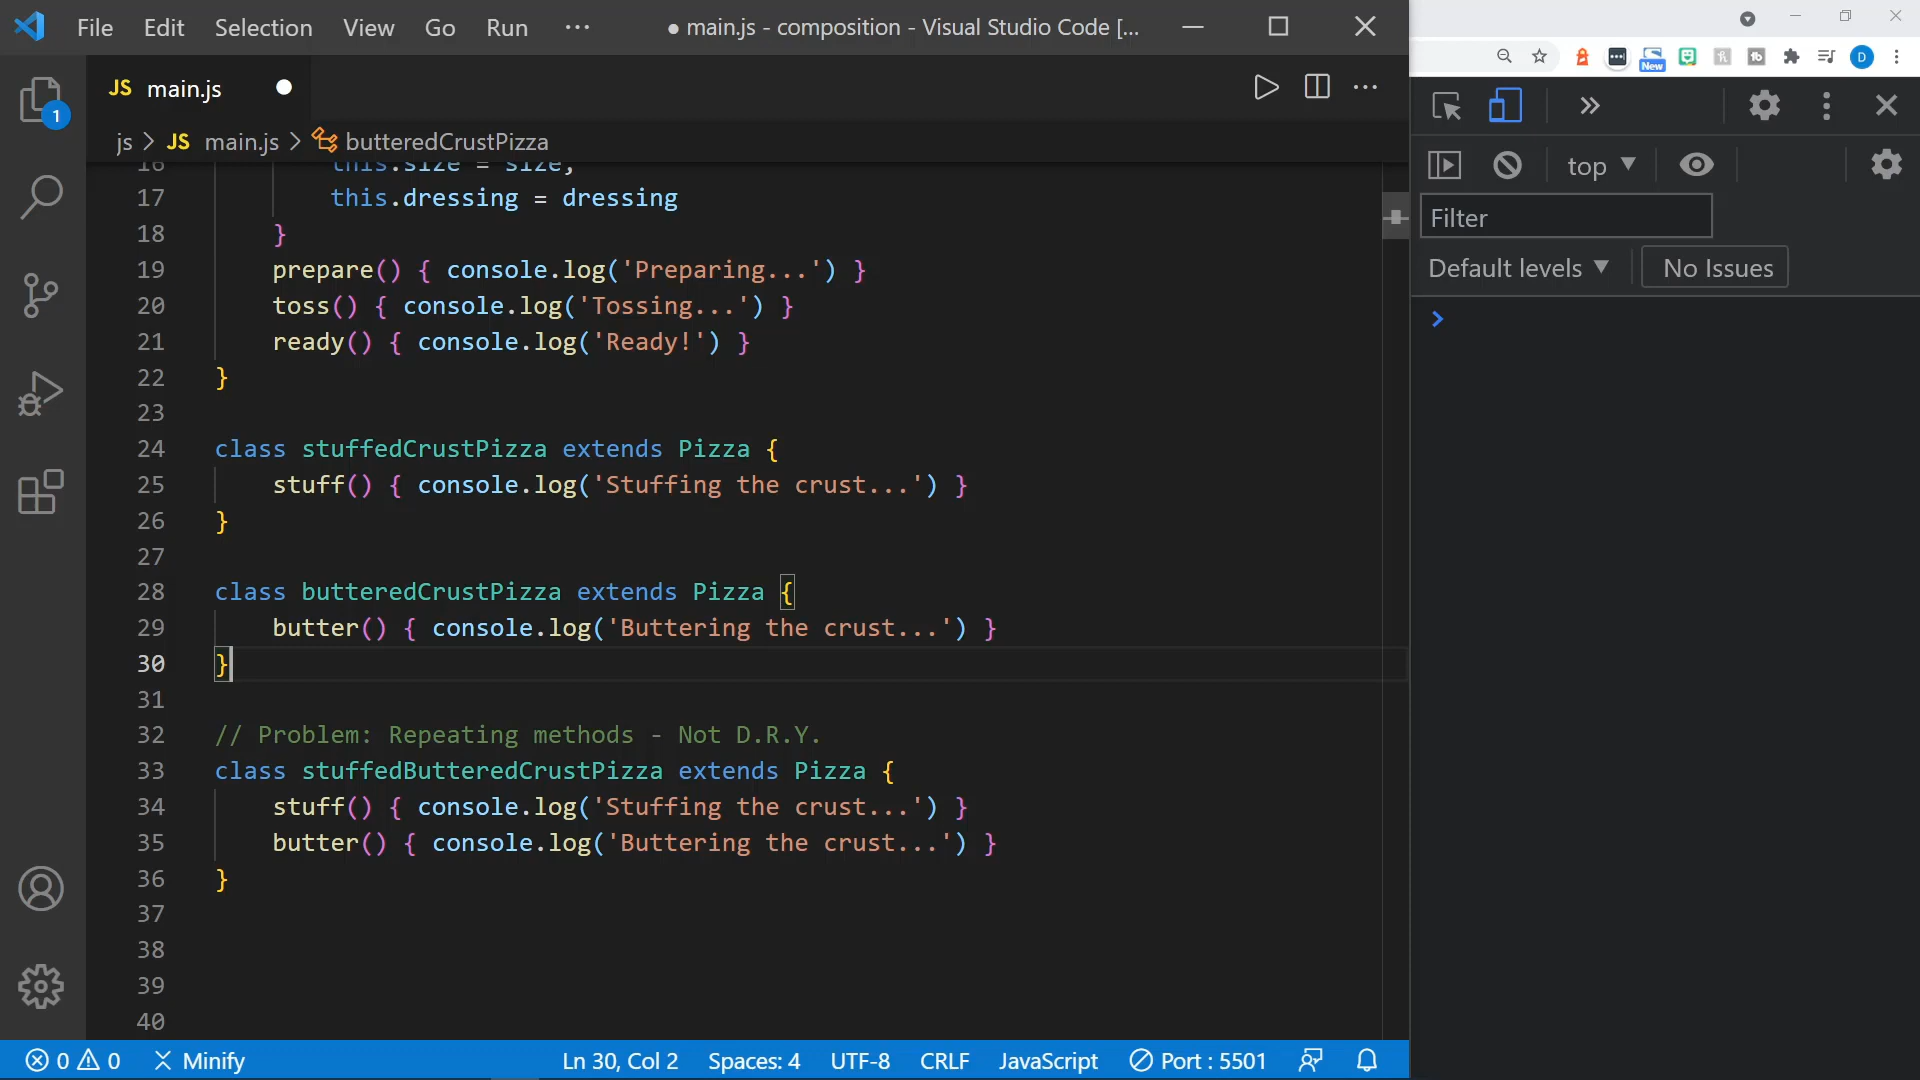 File Edit Selection View Go Run ··· ● main.js - composition - Visual Studio Code [...
JS main.js
js > JS main.js > butteredCrustPizza
16 this.size = size;
17 this.dressing = dressing
18 }
19 prepare() { console.log('Preparing...') }
20 toss() { console.log('Tossing...') }
21 ready() { console.log('Ready!') }
22 }
23
24 class stuffedCrustPizza extends Pizza {
25 stuff() { console.log('Stuffing the crust...') }
26 }
27
28 class butteredCrustPizza extends Pizza {
29 butter() { console.log('Buttering the crust...') }
30 }
31
32 // Problem: Repeating methods - Not D.R.Y.
33 class stuffedButteredCrustPizza extends Pizza {
34 stuff() { console.log('Stuffing the crust...') }
35 butter() { console.log('Buttering the crust...') }
36 }
37
38
39
40
1
0 0 Minify Ln 30, Col 2 Spaces: 4 UTF-8 CRLF JavaScript Port : 5501
New D
top
Filter
Default levels No Issues